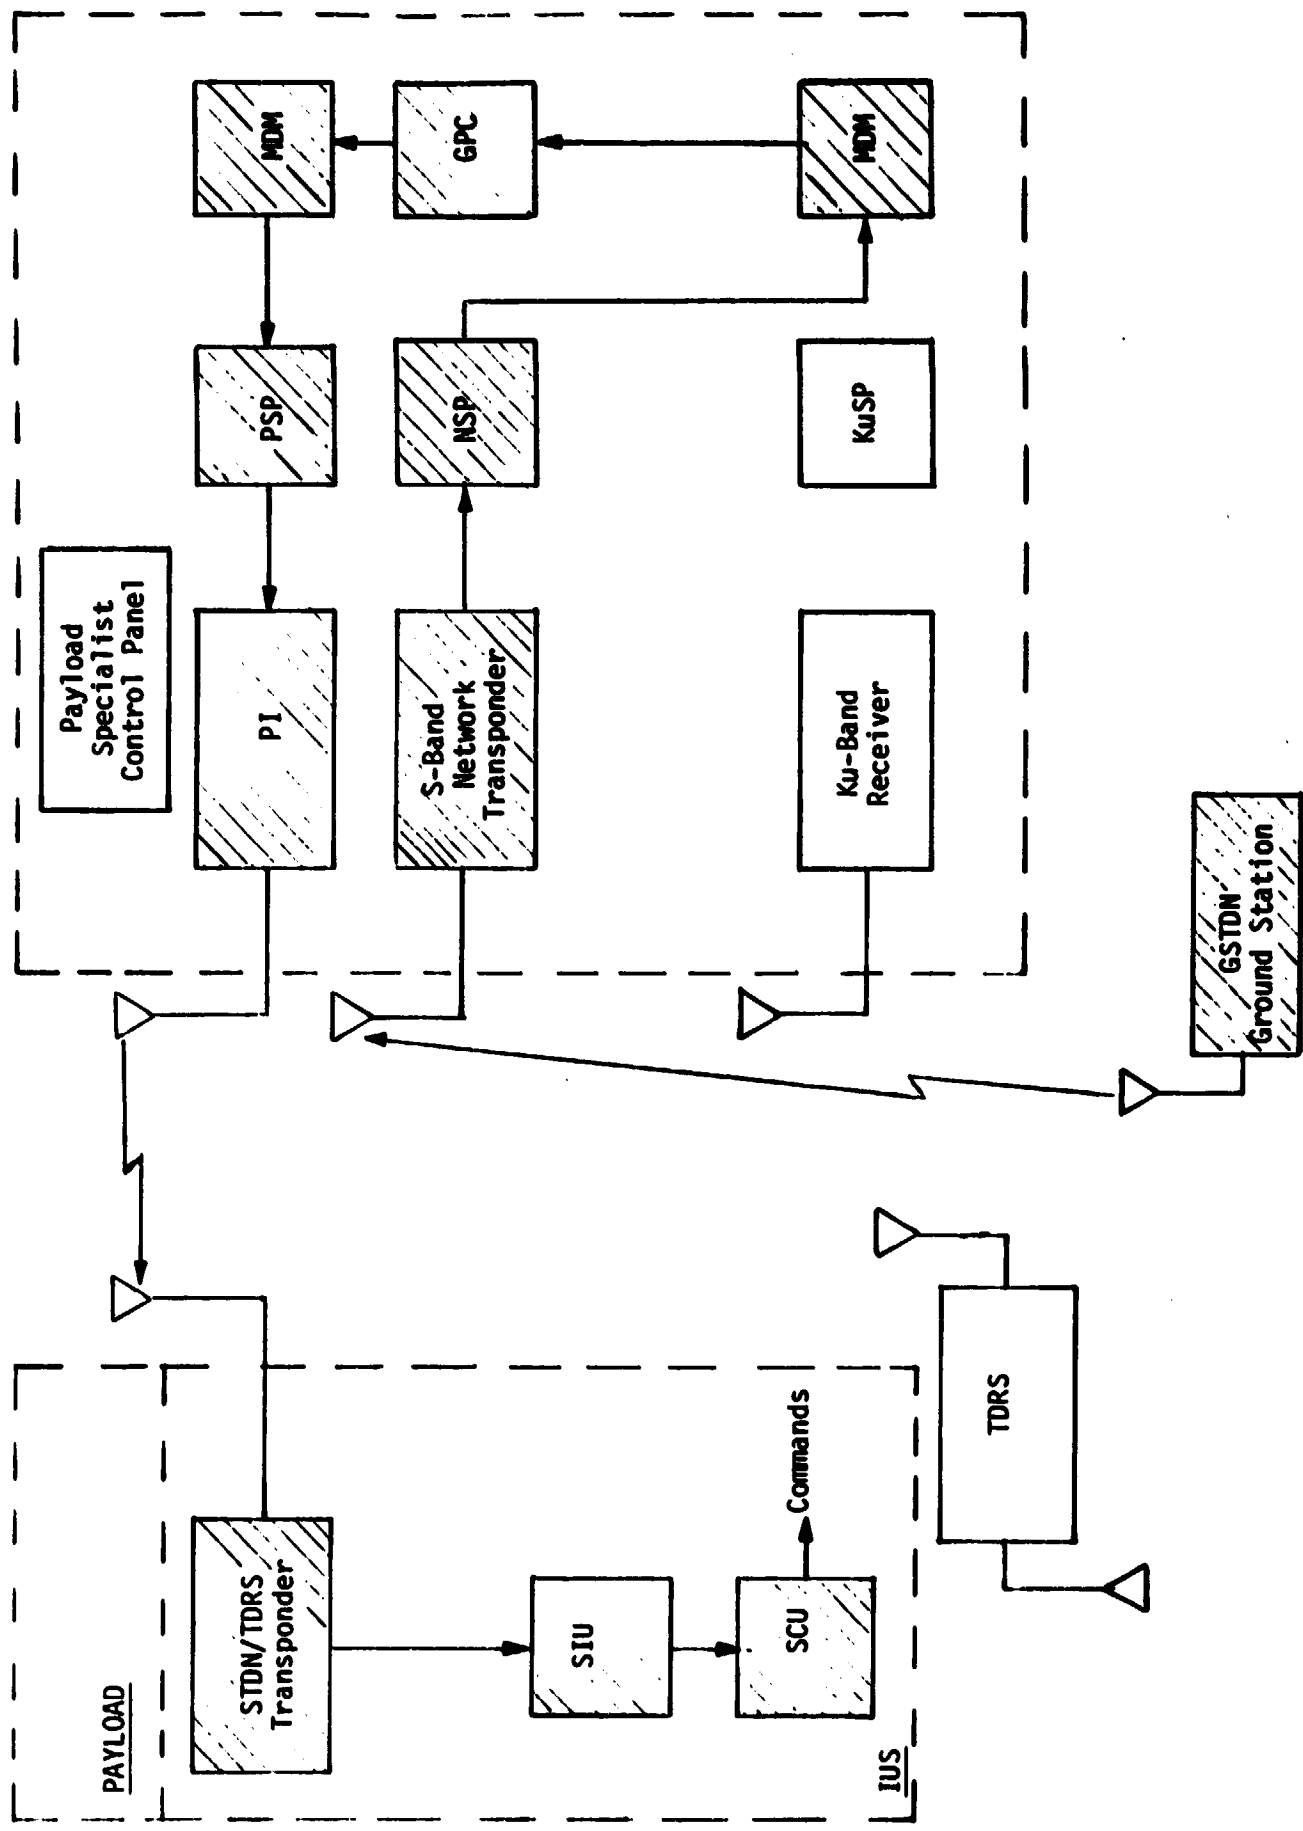 PAYLOAD
STDN/TDRS
Transponder
SIU
SCU
Commands
IUS
TDRS
Payload
Specialist
Control Panel
PI
PSP
MDM
S-Band
Network
Transponder
NSP
GPC
Ku-Band
Receiver
KuSP
MDM
GSTDN
Ground Station